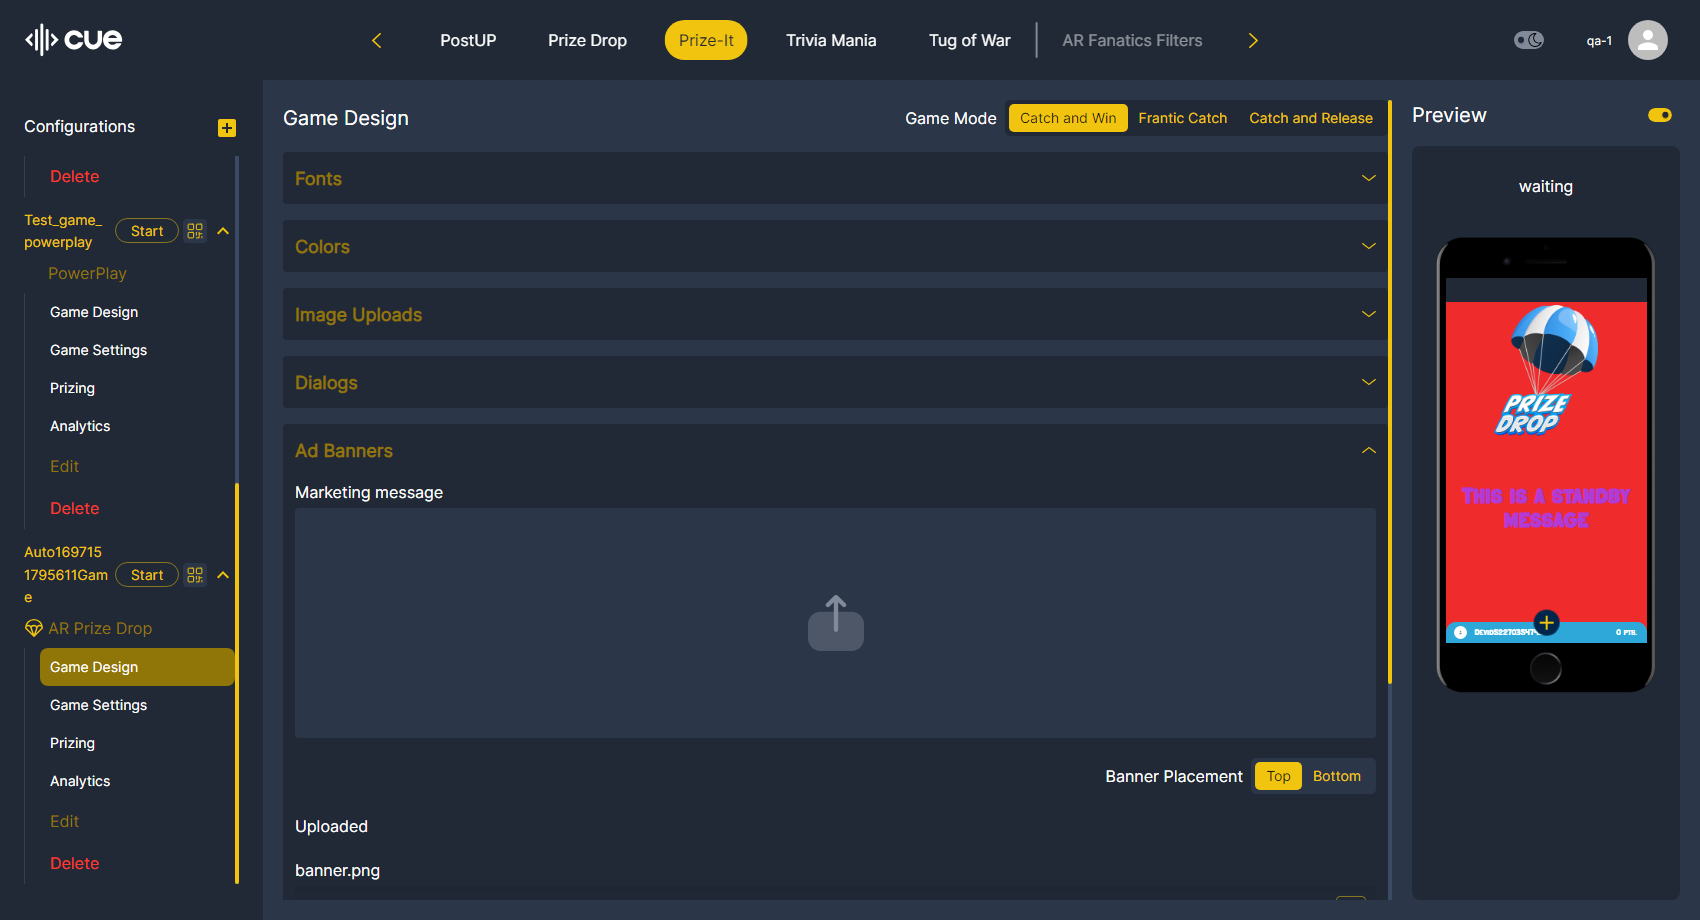 cue
PostUP
Prize Drop
Prize-It
Trivia Mania
Tug of War
AR Fanatics Filters
qa-1
Configurations
Delete
Test_game_
powerplay
Start
PowerPlay
Game Design
Game Settings
Prizing
Analytics
Edit
Delete
Auto169715
1795611Gam
e
Start
AR Prize Drop
Game Design
Game Settings
Prizing
Analytics
Edit
Delete
Game Design
Game Mode
Catch and Win
Frantic Catch
Catch and Release
Fonts
Colors
Image Uploads
Dialogs
Ad Banners
Marketing message
Banner Placement
Top
Bottom
Uploaded
banner.png
Preview
waiting
PRIZE
DROP
THIS IS A STANDBY
MESSAGE
0 PTS.